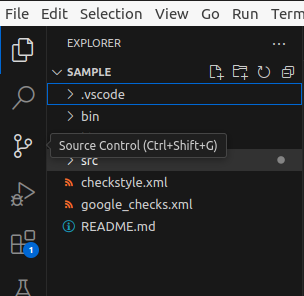 File Edit Selection View Go Run Term
EXPLORER
SAMPLE
.vscode
bin
Source Control (Ctrl+Shift+G)
src
checkstyle.xml
google_checks.xml
README.md
1